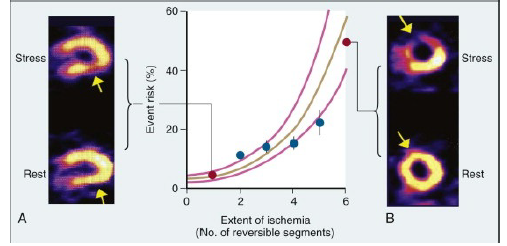 60
40
20
0
Event risk (%)
0 2 4 6
Extent of ischemia
(No. of reversible segments)
Stress
Rest
A
Stress
Rest
B